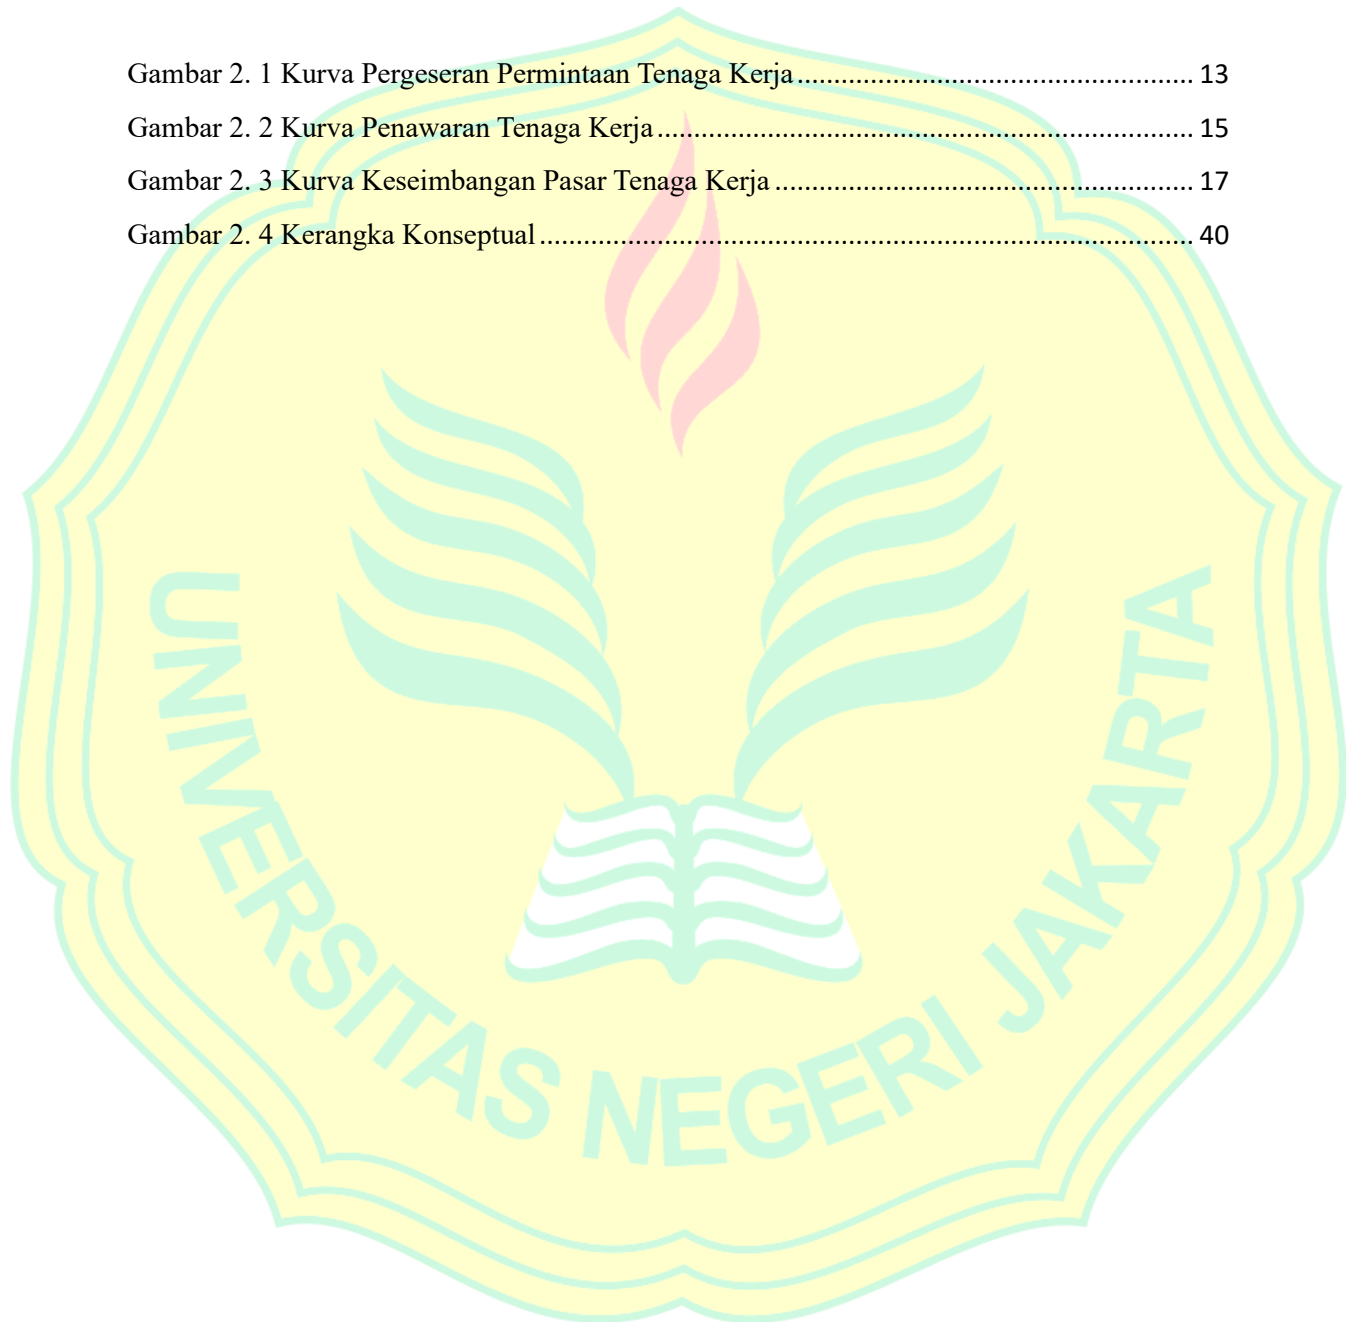 Gambar 2. 1 Kurva Pergeseran Permintaan Tenaga Kerja...................................................... 13
Gambar 2. 2 Kurva Penawaran Tenaga Kerja......................................................................... 15
Gambar 2. 3 Kurva Keseimbangan Pasar Tenaga Kerja......................................................... 17
Gambar 2. 4 Kerangka Konseptual......................................................................................... 40
UNIVERSITAS NEGERI JAKARTA